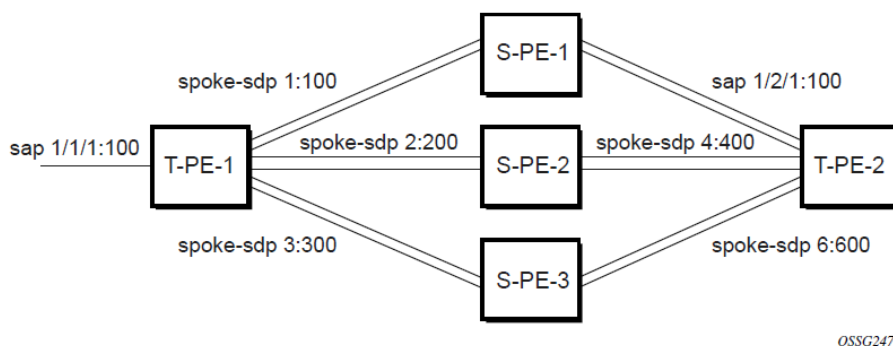 S-PE-1
spoke-sdp 1:100
sap 1/2/1:100
sap 1/1/1:100
T-PE-1
spoke-sdp 2:200
S-PE-2
spoke-sdp 4:400
T-PE-2
spoke-sdp 3:300
S-PE-3
spoke-sdp 6:600
OSSG247